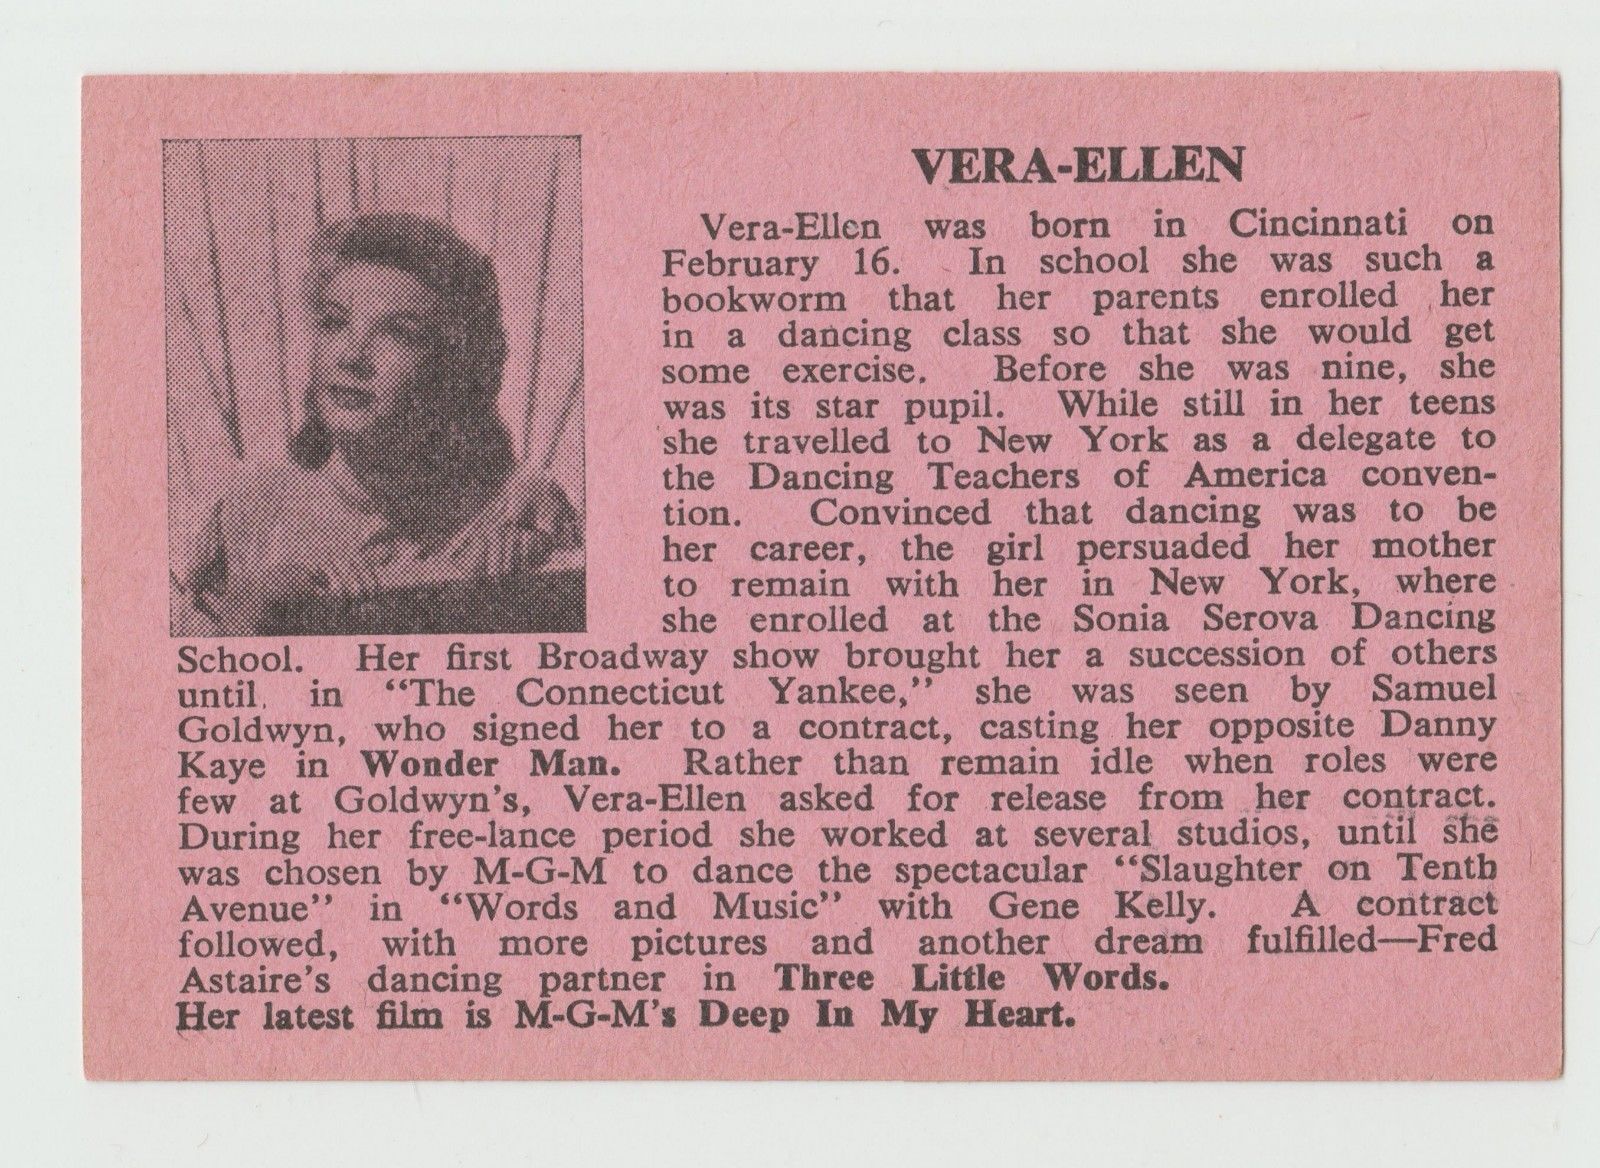 VERA-ELLEN
Vera-Ellen was born in Cincinnati on
February 16. In school she was such a
bookworm that her parents enrolled her
in a dancing class so that she would get
some exercise. Before she was nine, she
was its star pupil. While still in her teens
she travelled to New York as a delegate to
the Dancing Teachers of America conven-
tion. Convinced that dancing was to be
her career, the girl persuaded her mother
to remain with her in New York, where
she enrolled at the Sonia Serova Dancing
School. Her first Broadway show brought her a succession of others
until, in “The Connecticut Yankee,” she was seen by Samuel
Goldwyn, who signed her to a contract, casting her opposite Danny
Kaye in Wonder Man. Rather than remain idle when roles were
few at Goldwyn's, Vera-Ellen asked for release from her contract.
During her free-lance period she worked at several studios, until she
was chosen by M-G-M to dance the spectacular “Slaughter on Tenth
Avenue” in “Words and Music” with Gene Kelly. A contract
followed, with more pictures and another dream fulfilled—Fred
Astaire's dancing partner in Three Little Words.
Her latest film is M-G-M's Deep In My Heart.